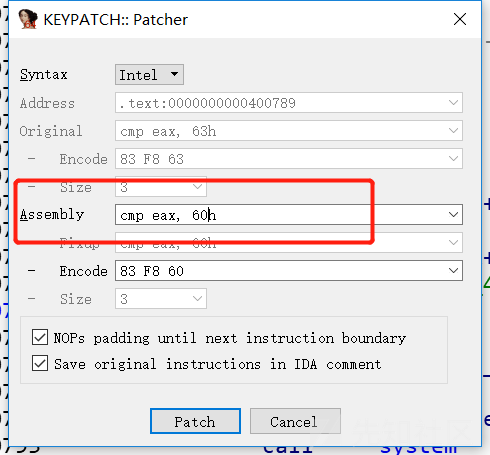 KEYPATCH:: Patcher
Syntax Intel
Address .text:0000000000400789
Original cmp eax, 63h
- Encode 83 F8 63
- Size 3
Assembly cmp eax, 60h
- Fixup cmp eax, 60h
- Encode 83 F8 60
- Size 3
NOPs padding until next instruction boundary
Save original instructions in IDA comment
Patch Cancel
call system